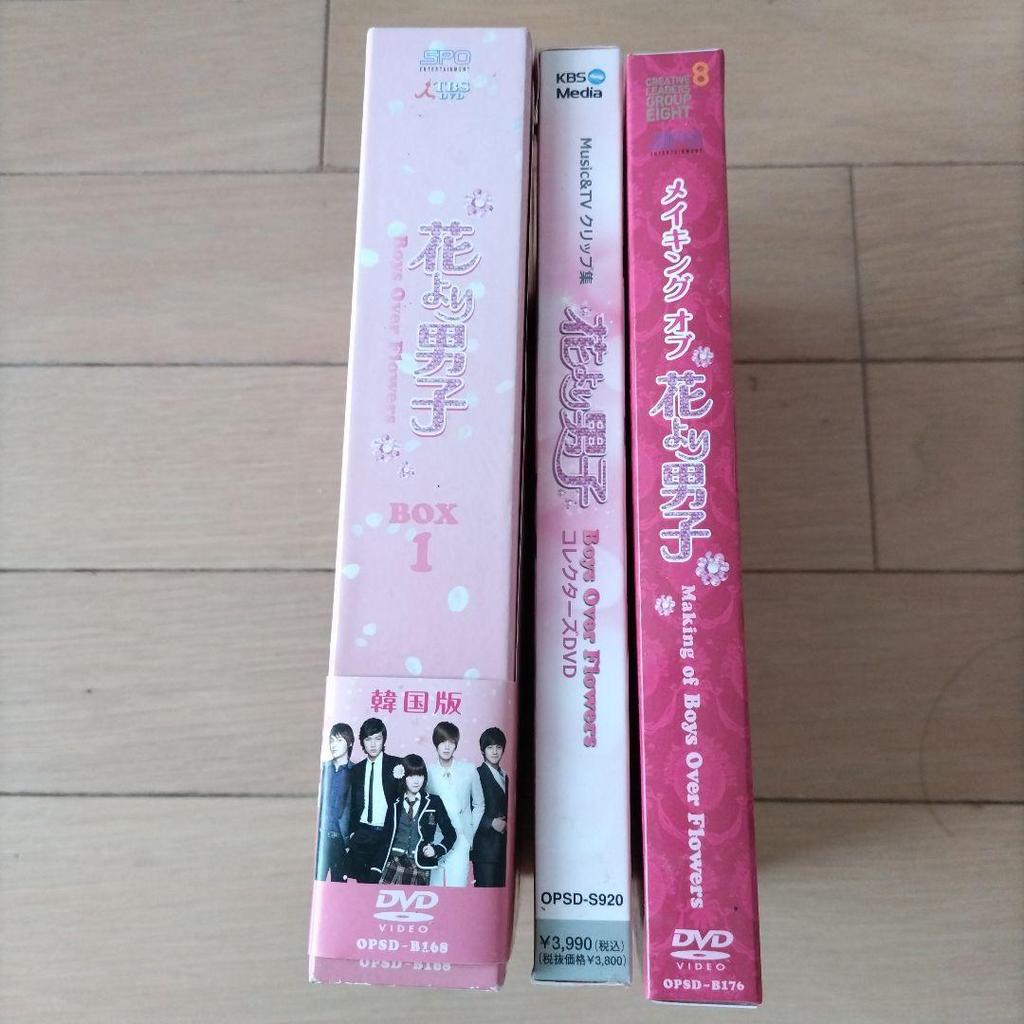 SPO
ENTERTAINMENT
TBS
DVD
花より男子
Boys Over Flowers
BOX
1
韓国版
DVD
VIDEO
OPSD-B168
OPSD-B168
KBS
Media
Music&TV クリップ集
花より男子
Boys Over Flowers
コレクターズDVD
OPSD-S920
¥3,990(税込)
(税抜価格¥3,800)
8
CREATIVE
LEADERS
GROUP
EIGHT
SPO
ENTERTAINMENT
メイキング オブ
花より男子
Making of Boys Over Flowers
DVD
VIDEO
OPSD-B176